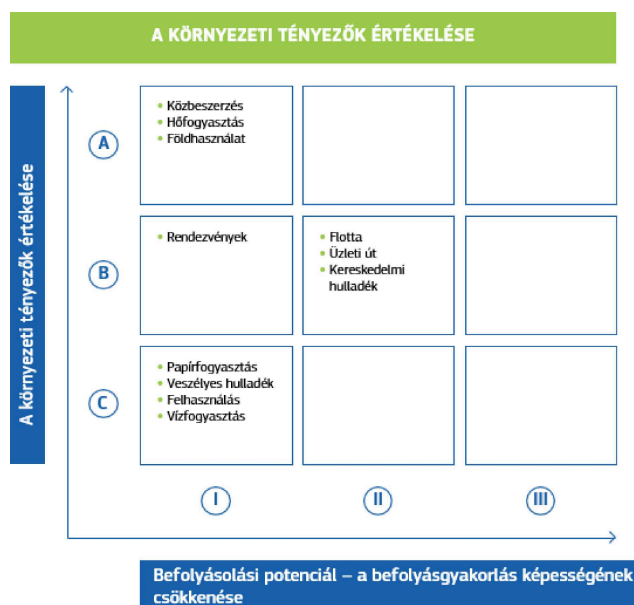 A KÖRNYEZETI TÉNYEZŐK ÉRTÉKELÉSE
A környezeti tényezők értékelése
A
• Közbeszerzés
• Hőfogyasztás
• Földhasználat
B
• Rendezvények
• Flotta
• Üzleti út
• Kereskedelmi
hulladék
C
• Papírfogyasztás
• Veszélyes hulladék
• Felhasználás
• Vízfogyasztás
I
II
III
Befolyásolási potenciál – a befolyásgyakorlás képességének
csökkenése